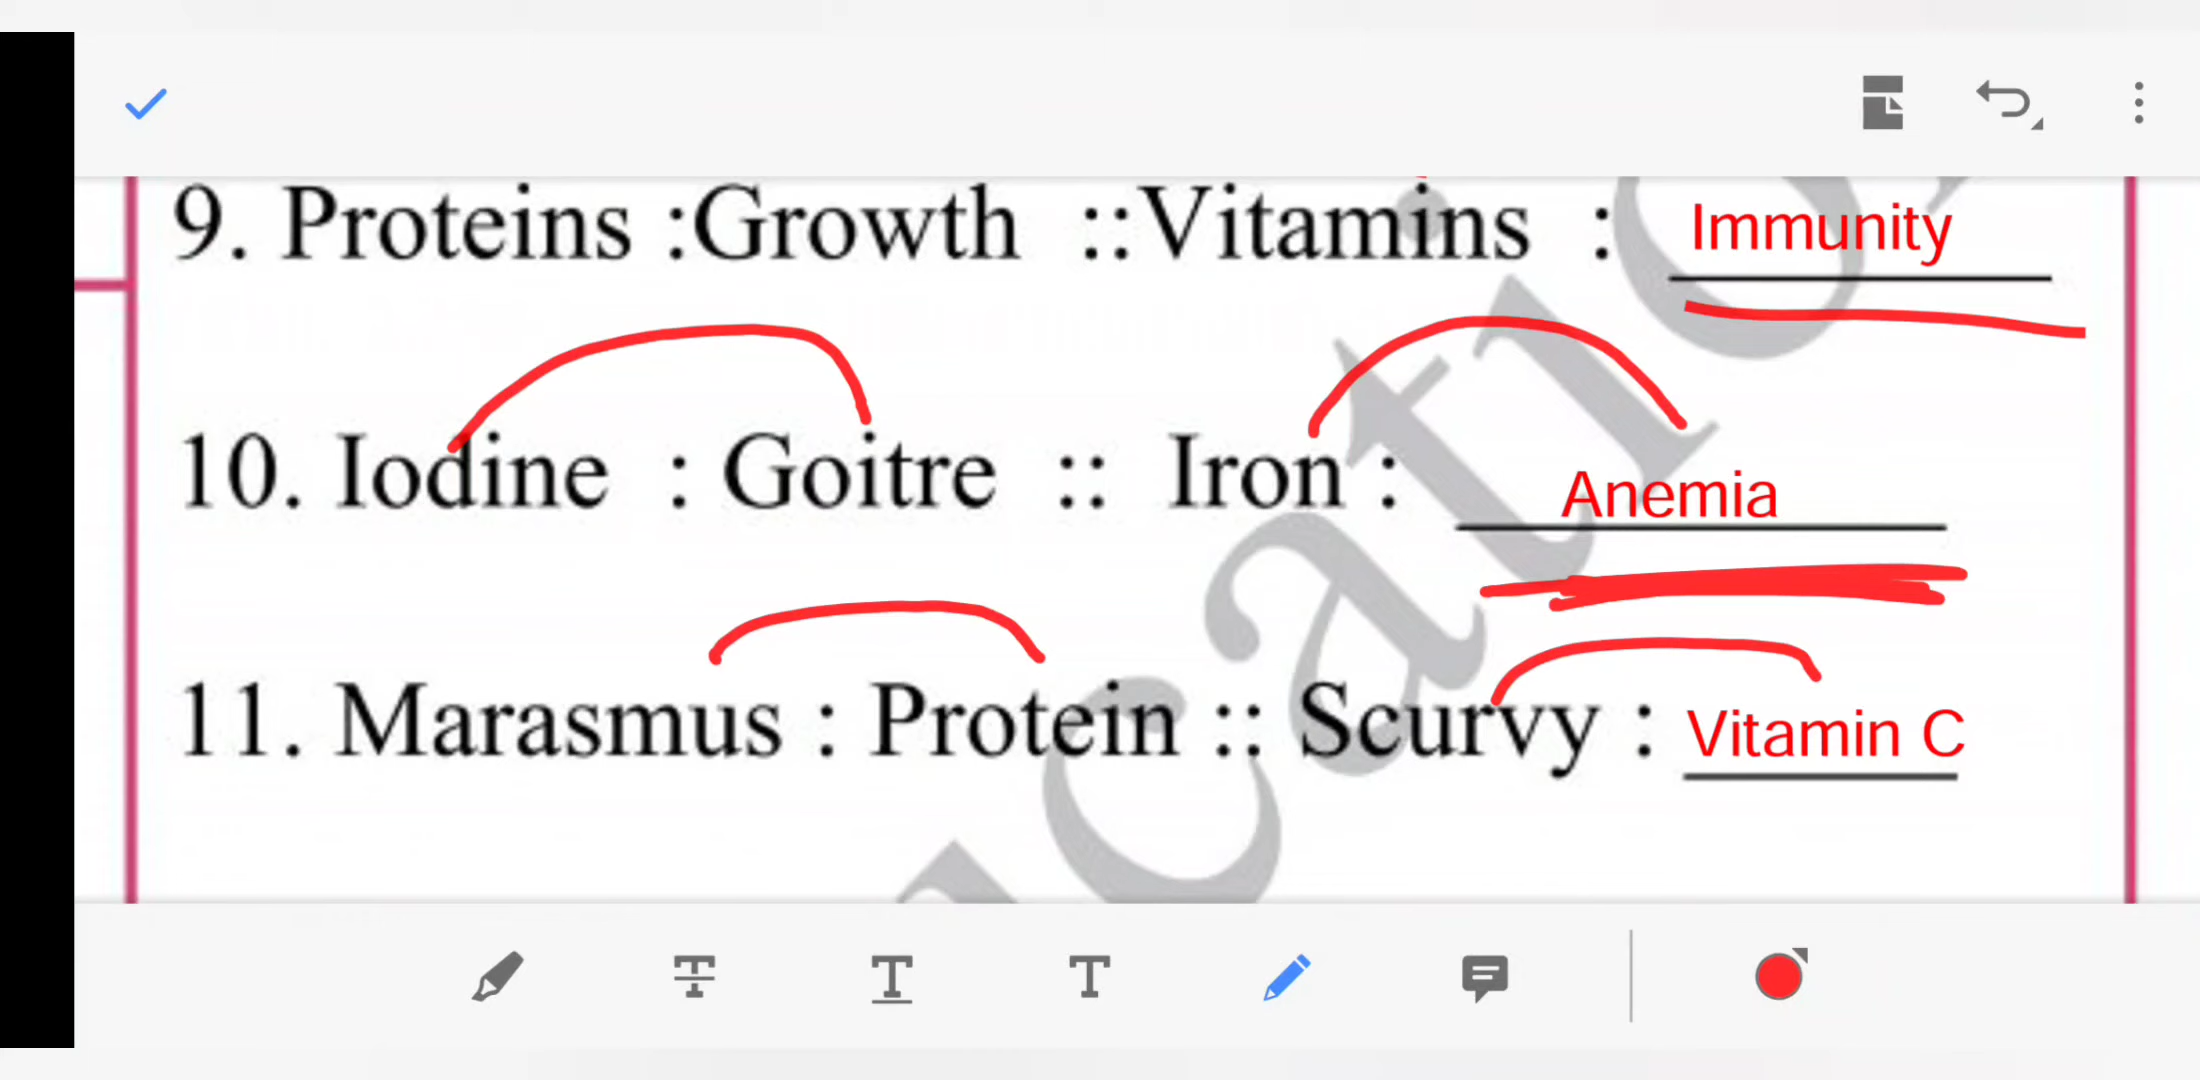 9. Proteins :Growth ::Vitamins : Immunity
10. Iodine : Goitre :: Iron : Anemia
11. Marasmus : Protein :: Scurvy : Vitamin C